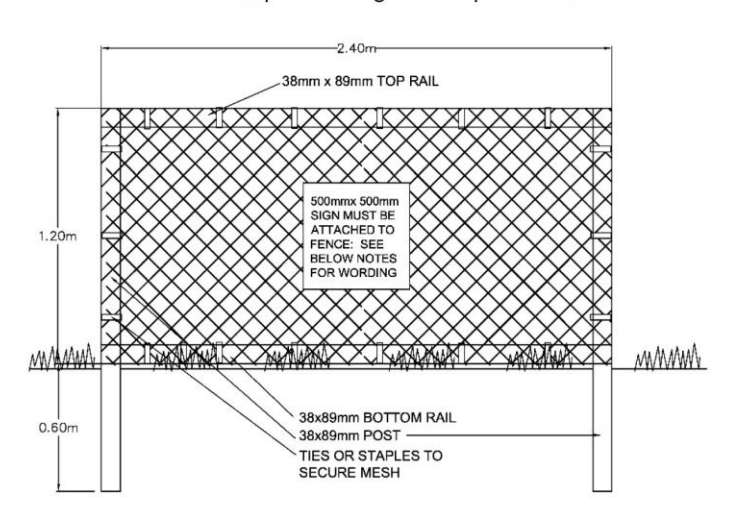 2.40m
38mm x 89mm TOP RAIL
500mmx 500mm
SIGN MUST BE
ATTACHED TO
FENCE: SEE
BELOW NOTES
FOR WORDING
1.20m
0.60m
38x89mm BOTTOM RAIL
38x89mm POST
TIES OR STAPLES TO
SECURE MESH